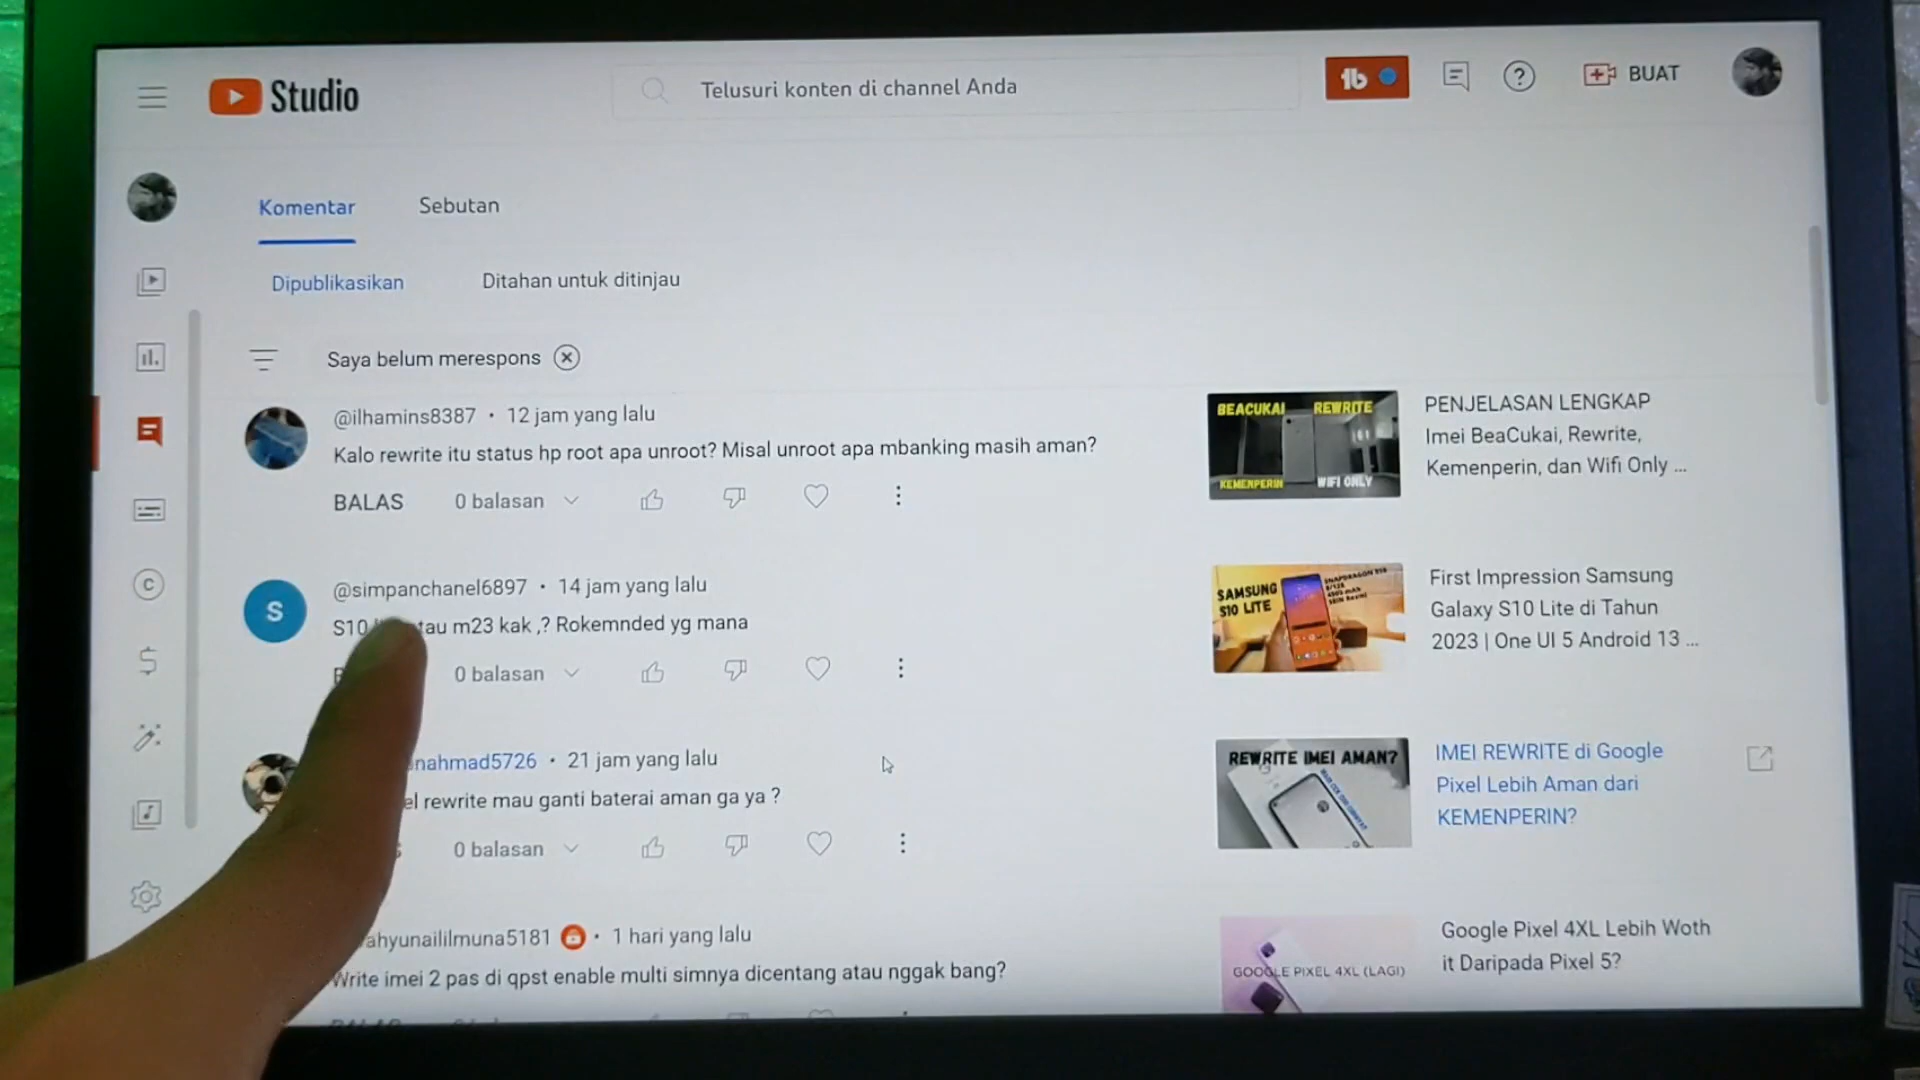 Studio
Telusuri konten di channel Anda
BUAT
Komentar
Sebutan
Dipublikasikan
Ditahan untuk ditinjau
Saya belum merespons
@ilhamins8387 • 12 jam yang lalu
Kalo rewrite itu status hp root apa unroot? Misal unroot apa mbanking masih aman?
BALAS 0 balasan
BEACUKAI REWRITE
KEMENPERIN WIFI ONLY
PENJELASAN LENGKAP
Imei BeaCukai, Rewrite,
Kemenperin, dan Wifi Only ...
S
@simpanchanel6897 • 14 jam yang lalu
S10 m23 kak ,? Rokemnded yg mana
0 balasan
SAMSUNG
S10 LITE
First Impression Samsung
Galaxy S10 Lite di Tahun
2023 | One UI 5 Android 13 ...
nahmad5726 • 21 jam yang lalu
rewrite mau ganti baterai aman ga ya ?
0 balasan
REWRITE IMEI AMAN?
IMEI REWRITE di Google
Pixel Lebih Aman dari
KEMENPERIN?
ahyunaililmuna5181 • 1 hari yang lalu
Write imei 2 pas di qpst enable multi simnya dicentang atau nggak bang?
GOOGLE PIXEL 4XL (LAGI)
Google Pixel 4XL Lebih Woth
it Daripada Pixel 5?